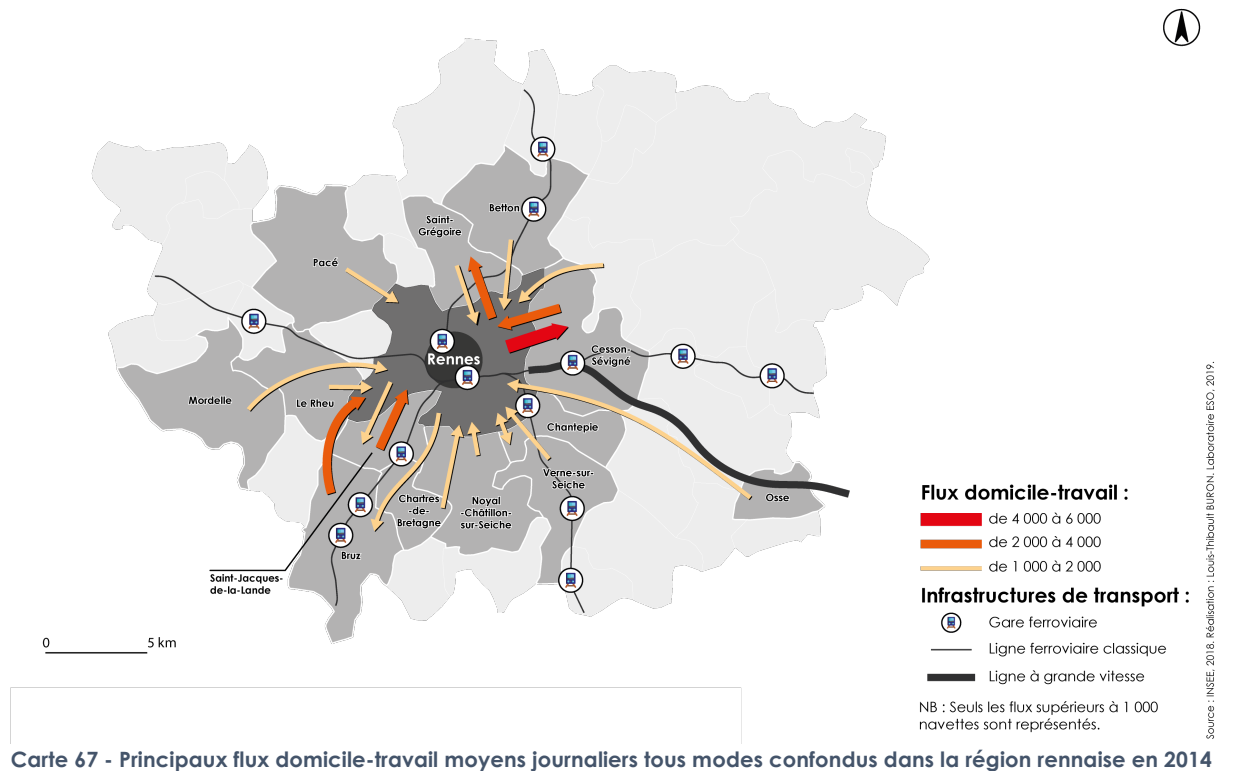 Betton
Saint-
Grégoire
Pacé
Rennes
Cesson-
Sévigné
Mordelle
Le Rheu
Chantepie
Verne-sur-
Seiche
Chartres
-de-
Bretagne
Noyal
-Châtillon-
sur-Seiche
Osse
Bruz
Saint-Jacques-
de-la-Lande
0 5 km
Flux domicile-travail :
de 4 000 à 6 000
de 2 000 à 4 000
de 1 000 à 2 000
Infrastructures de transport :
Gare ferroviaire
Ligne ferroviaire classique
Ligne à grande vitesse
NB : Seuls les flux supérieurs à 1 000
navettes sont représentés.
Source : INSEE, 2018. Réalisation : Louis-Thibault BURON. Laboratoire ESO, 2019.
Carte 67 - Principaux flux domicile-travail moyens journaliers tous modes confondus dans la région rennaise en 2014